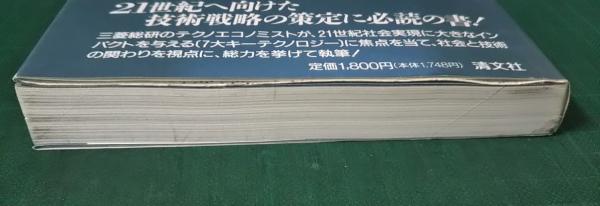 21世紀へ向けた
技術戦略の策定に必読の書!
三菱総研のテクノエコノミストが、21世紀社会実現に大きなイン
パクトを与える〈7大キーテクノロジー〉に焦点を当て、社会と技術
の関わりを視点に、総力を挙げて執筆!
定価1,800円(本体1,748円) 清文社